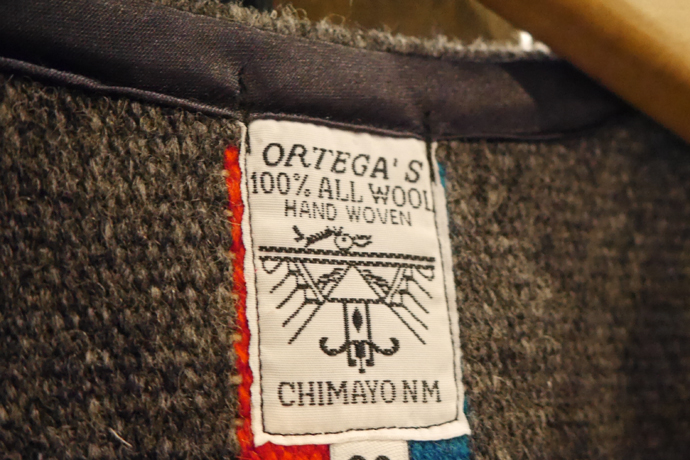 ORTEGA'S
100% ALL WOOL
HAND WOVEN
CHIMAYO NM